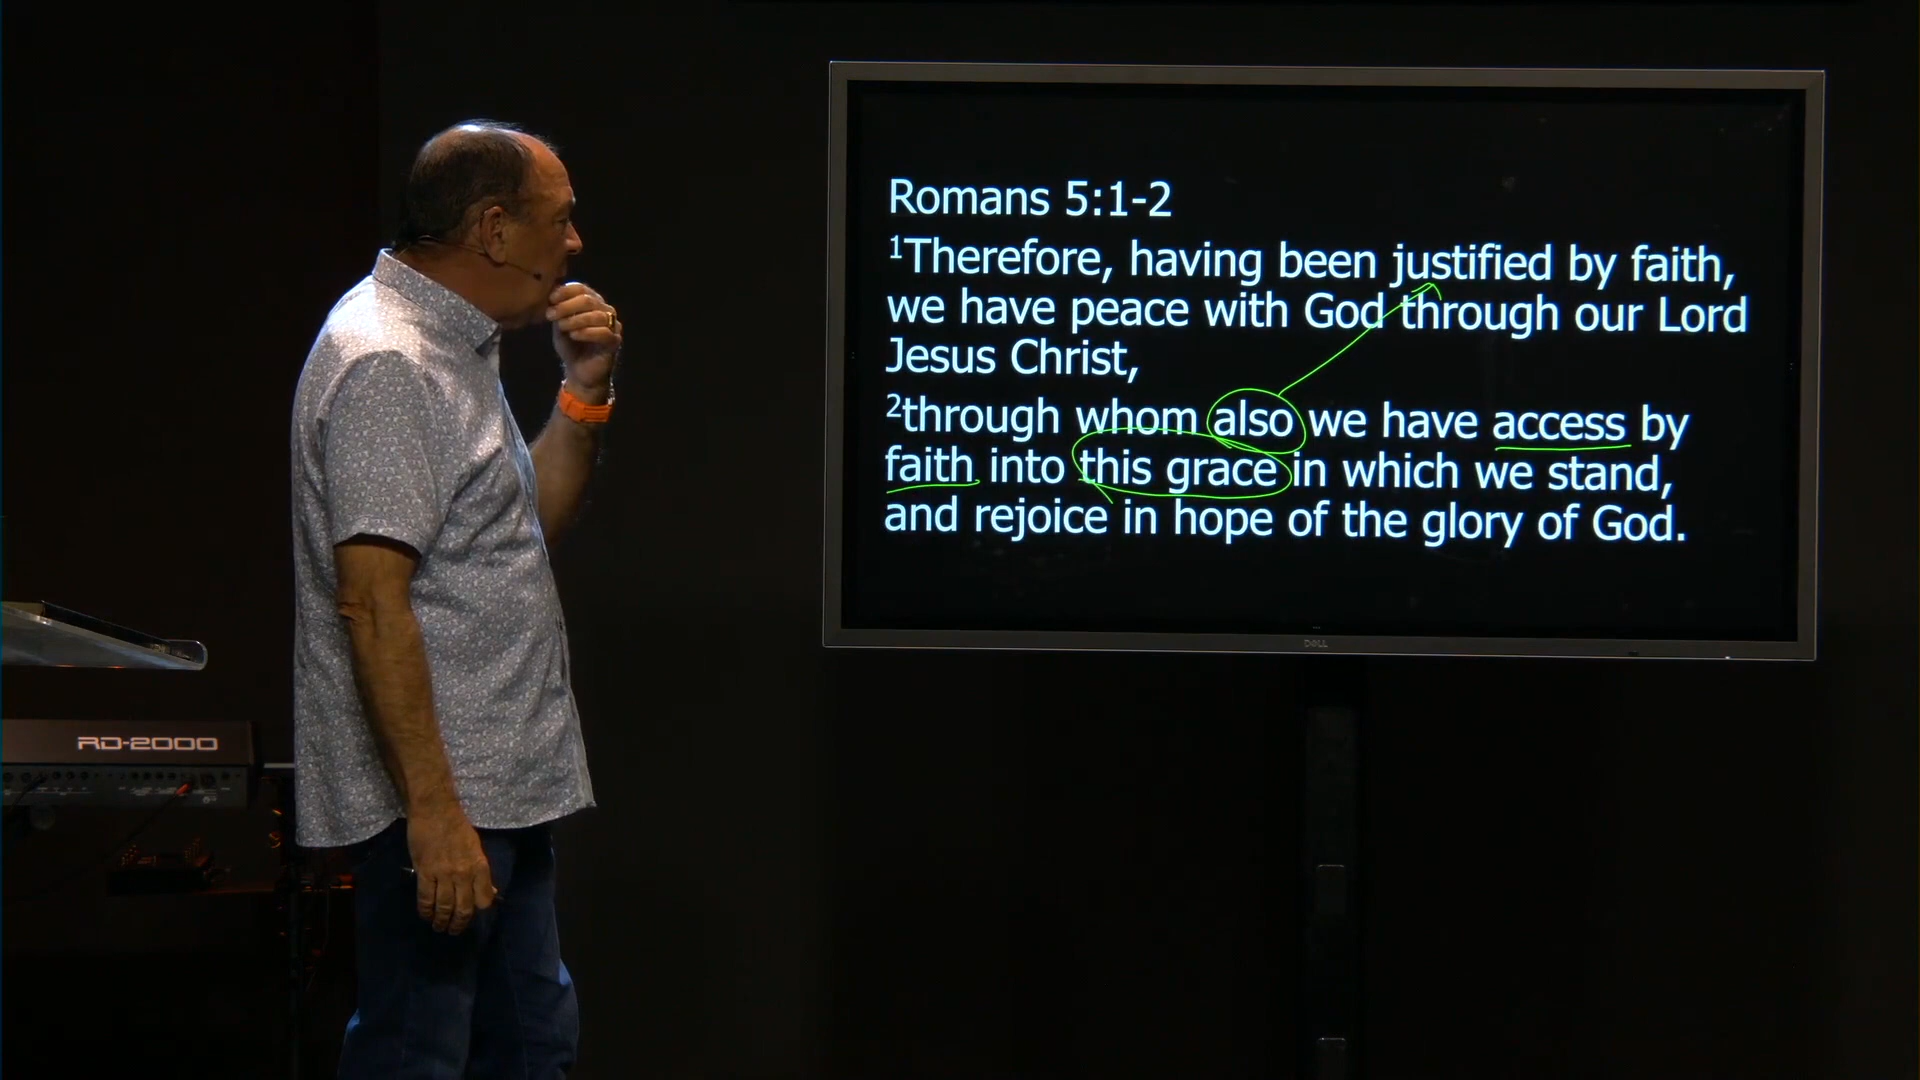 Romans 5:1-2
¹Therefore, having been justified by faith,
we have peace with God through our Lord
Jesus Christ,
²through whom also we have access by
faith into this grace in which we stand,
and rejoice in hope of the glory of God.
DELL
RD-2000